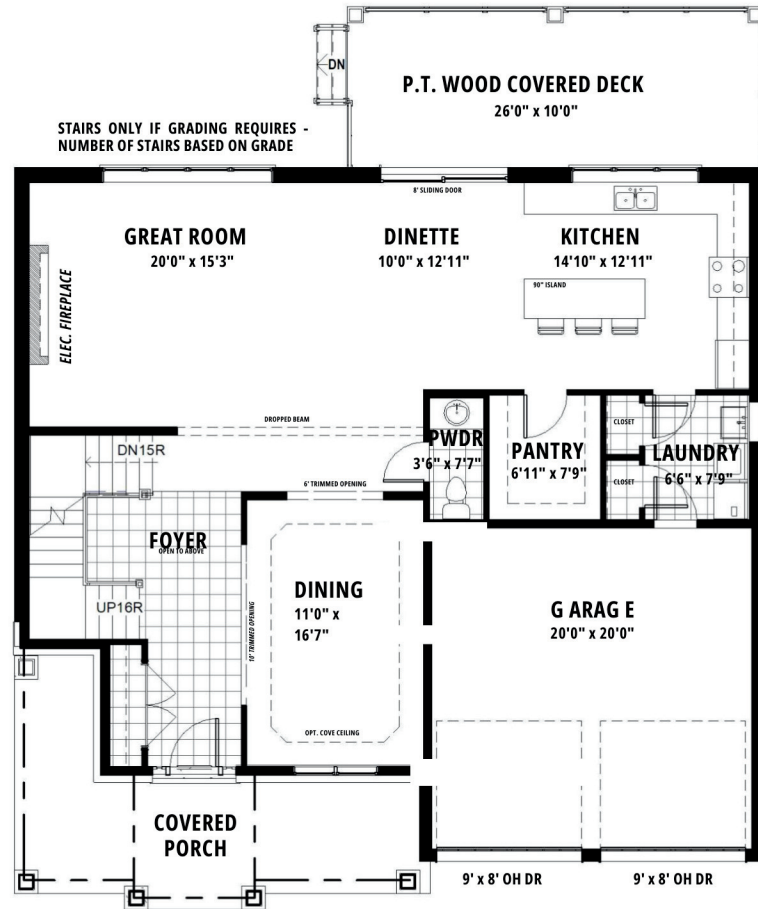 DN
P.T. WOOD COVERED DECK
26'0" x 10'0"
STAIRS ONLY IF GRADING REQUIRES -
NUMBER OF STAIRS BASED ON GRADE
8' SLIDING DOOR
GREAT ROOM
20'0" x 15'3"
DINETTE
10'0" x 12'11"
KITCHEN
14'10" x 12'11"
ELEC. FIREPLACE
90" ISLAND
DROPPED BEAM
PWDR
3'6" x 7'7"
PANTRY
6'11" x 7'9"
CLOSET
LAUNDRY
6'6" x 7'9"
CLOSET
DN15R
6' TRIMMED OPENING
FOYER
OPEN TO ABOVE
UP16R
10' TRIMMED OPENING
DINING
11'0" x
16'7"
OPT. COVE CEILING
G ARAG E
20'0" x 20'0"
COVERED
PORCH
9' x 8' OH DR
9' x 8' OH DR